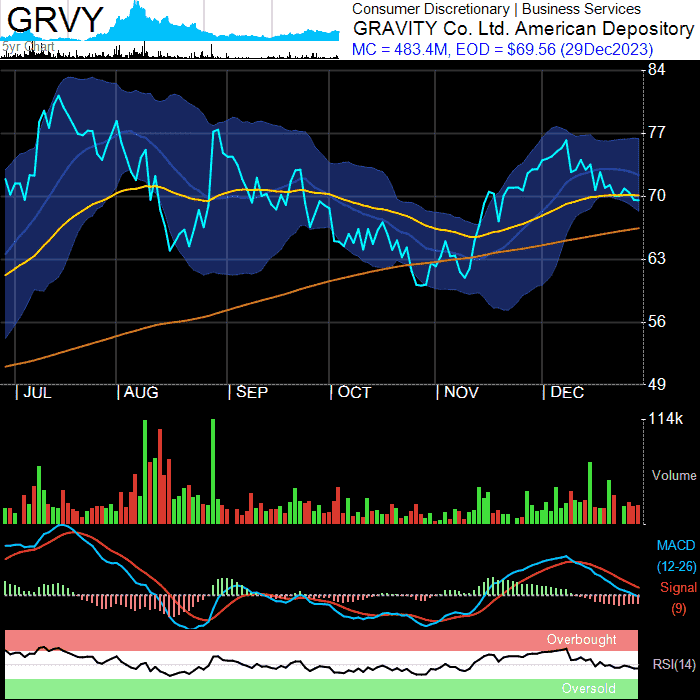 GRVY
5yr Chart
Consumer Discretionary | Business Services
GRAVITY Co. Ltd. American Depository
MC = 483.4M, EOD = $69.56 (29Dec2023)
84
77
70
63
56
49
JUL AUG SEP OCT NOV DEC
114k
Volume
MACD
(12-26)
Signal
(9)
Overbought
RSI(14)
Oversold